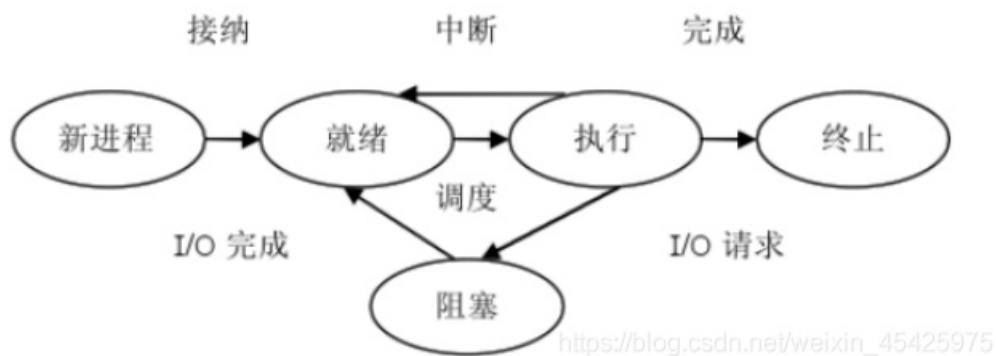 接纳 中断 完成
新进程 就绪 执行 终止
调度
I/O 完成 I/O 请求
阻塞
https://blog.csdn.net/weixin_45425975